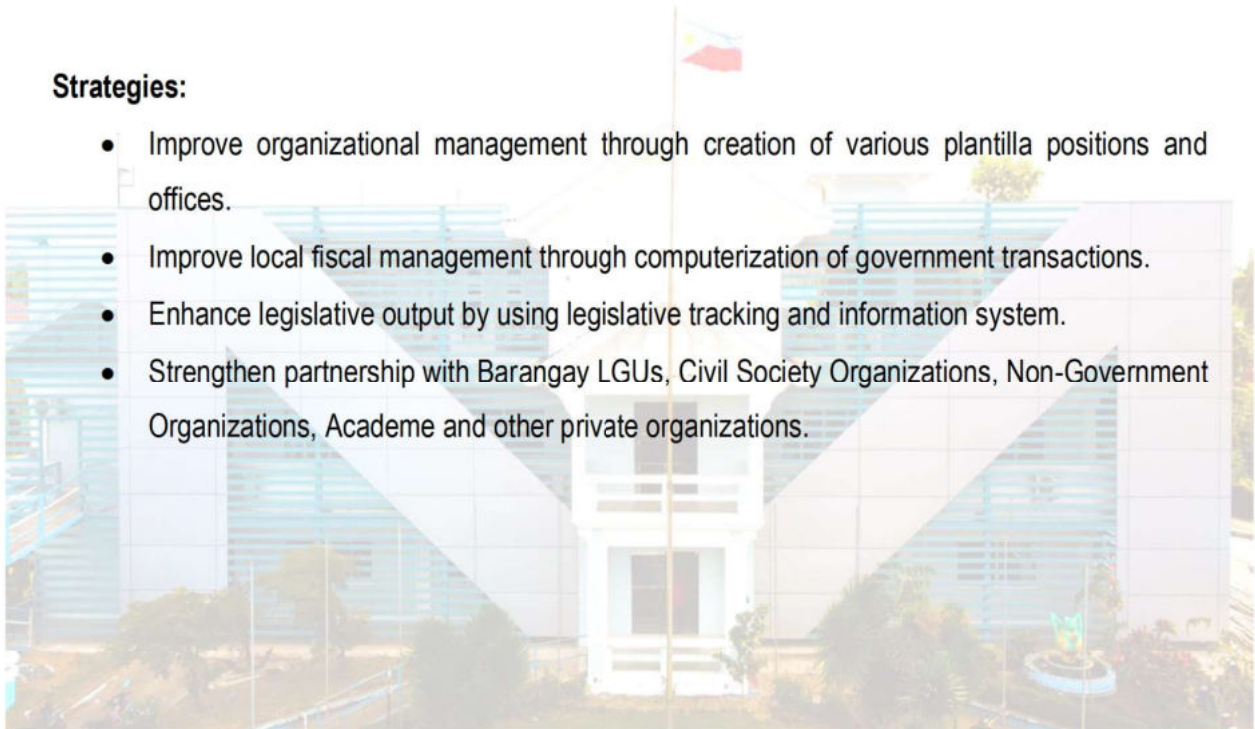 Strategies:
● Improve organizational management through creation of various plantilla positions and
offices.
● Improve local fiscal management through computerization of government transactions.
● Enhance legislative output by using legislative tracking and information system.
● Strengthen partnership with Barangay LGUs, Civil Society Organizations, Non-Government
Organizations, Academe and other private organizations.